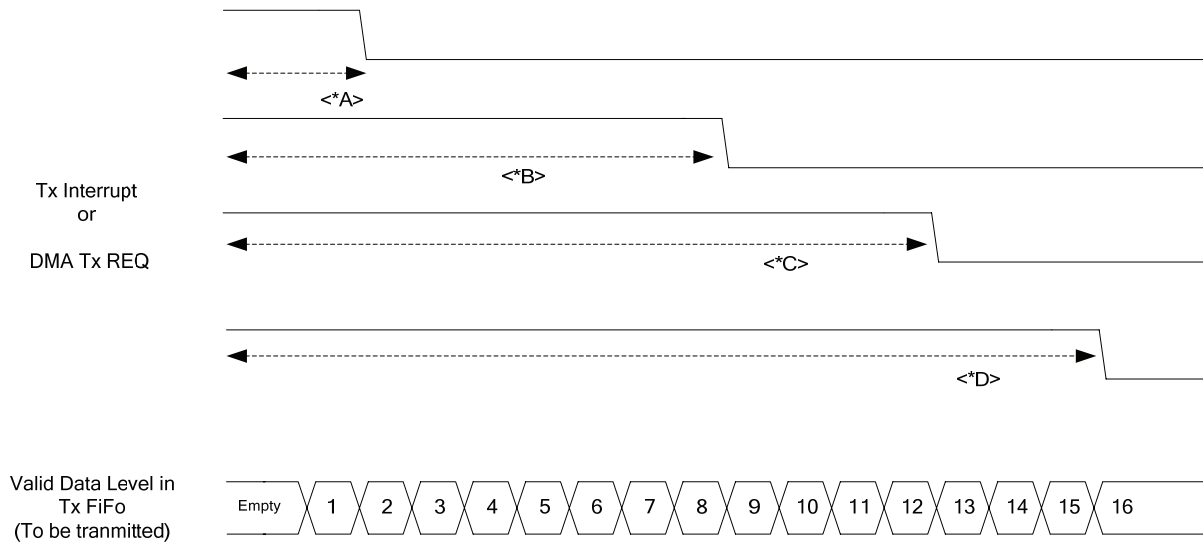 <*A>
<*B>
Tx Interrupt
or
DMA Tx REQ
<*C>
<*D>
Valid Data Level in
Tx FiFo
(To be tranmitted)
Empty 1 2 3 4 5 6 7 8 9 10 11 12 13 14 15 16